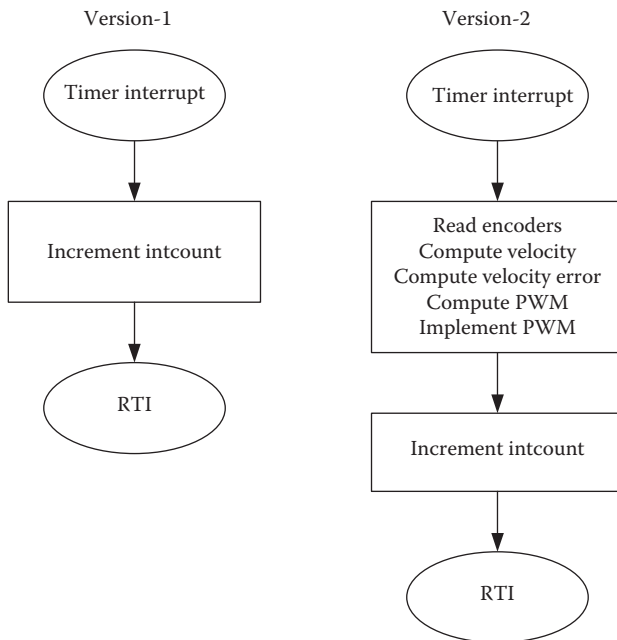 Version-1
Timer interrupt
Increment intcount
RTI
Version-2
Timer interrupt
Read encoders
Compute velocity
Compute velocity error
Compute PWM
Implement PWM
Increment intcount
RTI